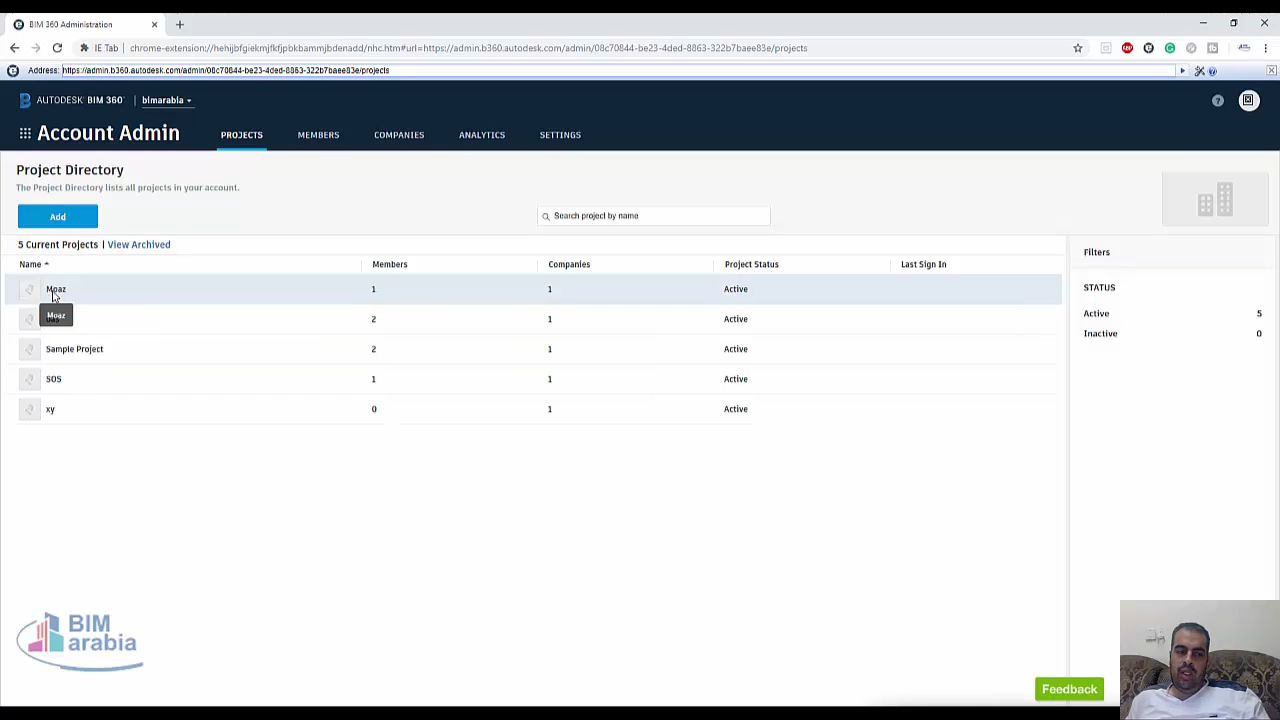 BIM 360 Administration
IE Tab
chrome-extension://hehijbfgiekmjfkfjpbkbammjbdenadd/nhc.htm#url=https://admin.b360.autodesk.com/admin/08c70844-be23-4ded-8863-322b7baee83e/projects
Address: https://admin.b360.autodesk.com/admin/08c70844-be23-4ded-8863-322b7baee83e/projects
AUTODESK BIM 360 | bimarabia
Account Admin PROJECTS MEMBERS COMPANIES ANALYTICS SETTINGS
Project Directory
The Project Directory lists all projects in your account.
Add
Search project by name
5 Current Projects | View Archived
Name Members Companies Project Status Last Sign In
Moaz 1 1 Active
Moaz
2 1 Active
Sample Project 2 1 Active
SOS 1 1 Active
xy 0 1 Active
Filters
STATUS
Active 5
Inactive 0
BIM
arabia
Feedback